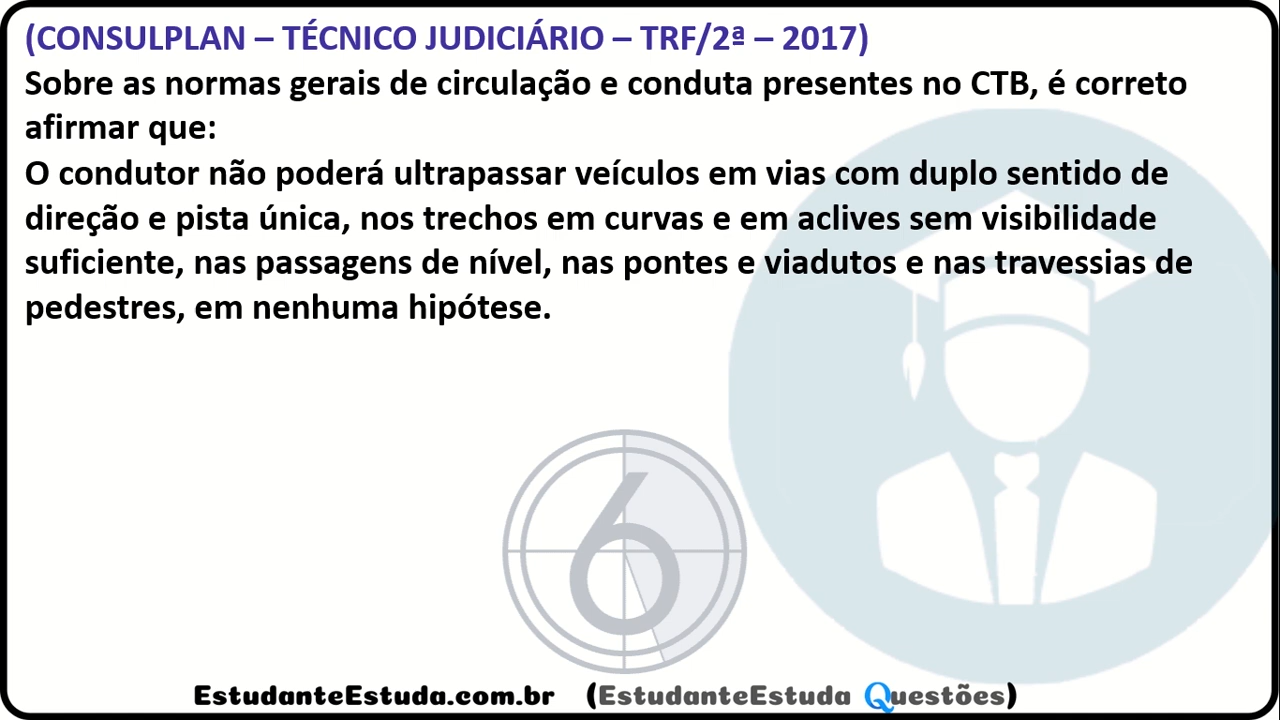 (CONSULPLAN – TÉCNICO JUDICIÁRIO – TRF/2ª – 2017)
Sobre as normas gerais de circulação e conduta presentes no CTB, é correto
afirmar que:
O condutor não poderá ultrapassar veículos em vias com duplo sentido de
direção e pista única, nos trechos em curvas e em aclives sem visibilidade
suficiente, nas passagens de nível, nas pontes e viadutos e nas travessias de
pedestres, em nenhuma hipótese.
6
EstudanteEstuda.com.br (EstudanteEstuda Questões)